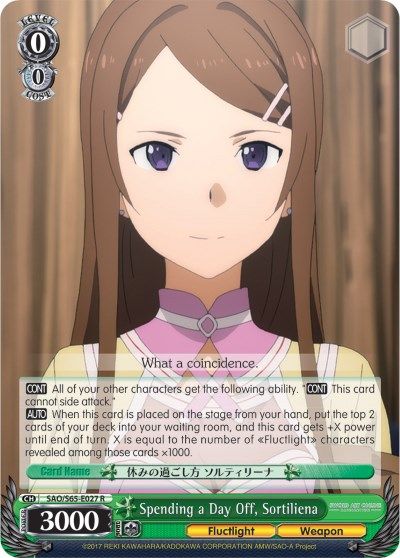 LEVEL
0
0
COST
What a coincidence.
CONT All of your other characters get the following ability. "CONT This card
cannot side attack."
AUTO When this card is placed on the stage from your hand, put the top 2
cards of your deck into your waiting room, and this card gets +X power
until end of turn. X is equal to the number of «Fluctlight» characters
revealed among those cards ×1000.
Card Name 休みの過ごし方 ソルティリーナ
CH SAO/S65-E027 R
Spending a Day Off, Sortiliena
POWER 3000
Fluctlight Weapon
©2017 REKI KAWAHARA/KADOKAWA CORPORATION AMW/SAO-A Project